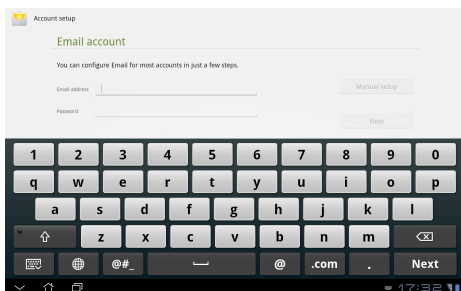 Account setup
Email account
You can configure Email for most accounts in just a few steps.
Email address
Manual setup
Password
Next
1 2 3 4 5 6 7 8 9 0
q w e r t y u i o p
a s d f g h j k l
z x c v b n m
@#_ @ .com . Next
17:32